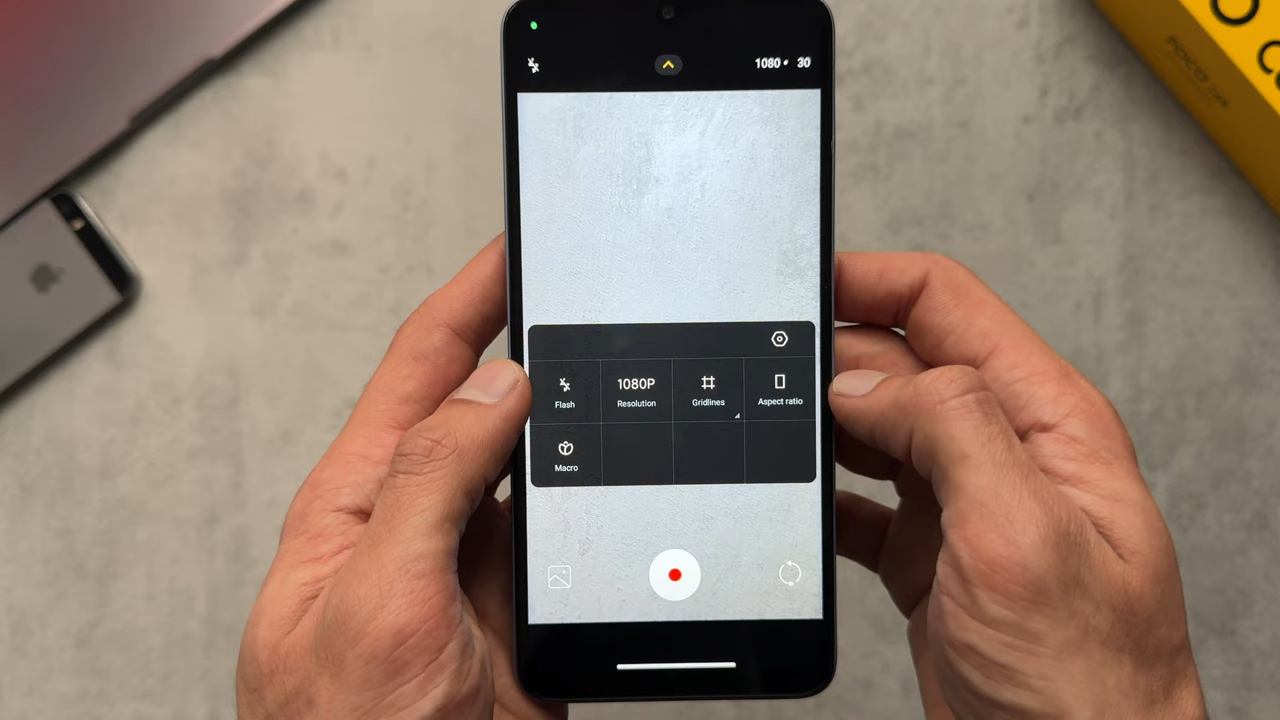 1080 • 30
1080P
Flash
Resolution
Gridlines
Aspect ratio
Macro
POCO